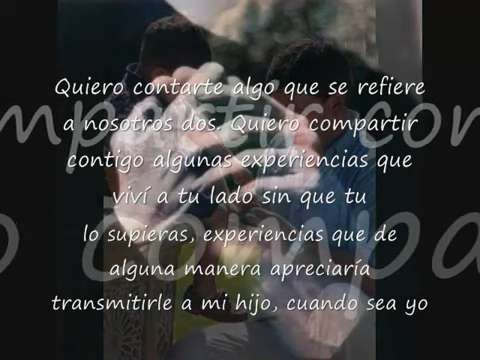 Quiero contarte algo que se refiere
a nosotros dos. Quiero compartir
contigo algunas experiencias que
viví a tu lado sin que tu
lo supieras, experiencias que de
alguna manera apreciaría
transmitirle a mi hijo, cuando sea yo